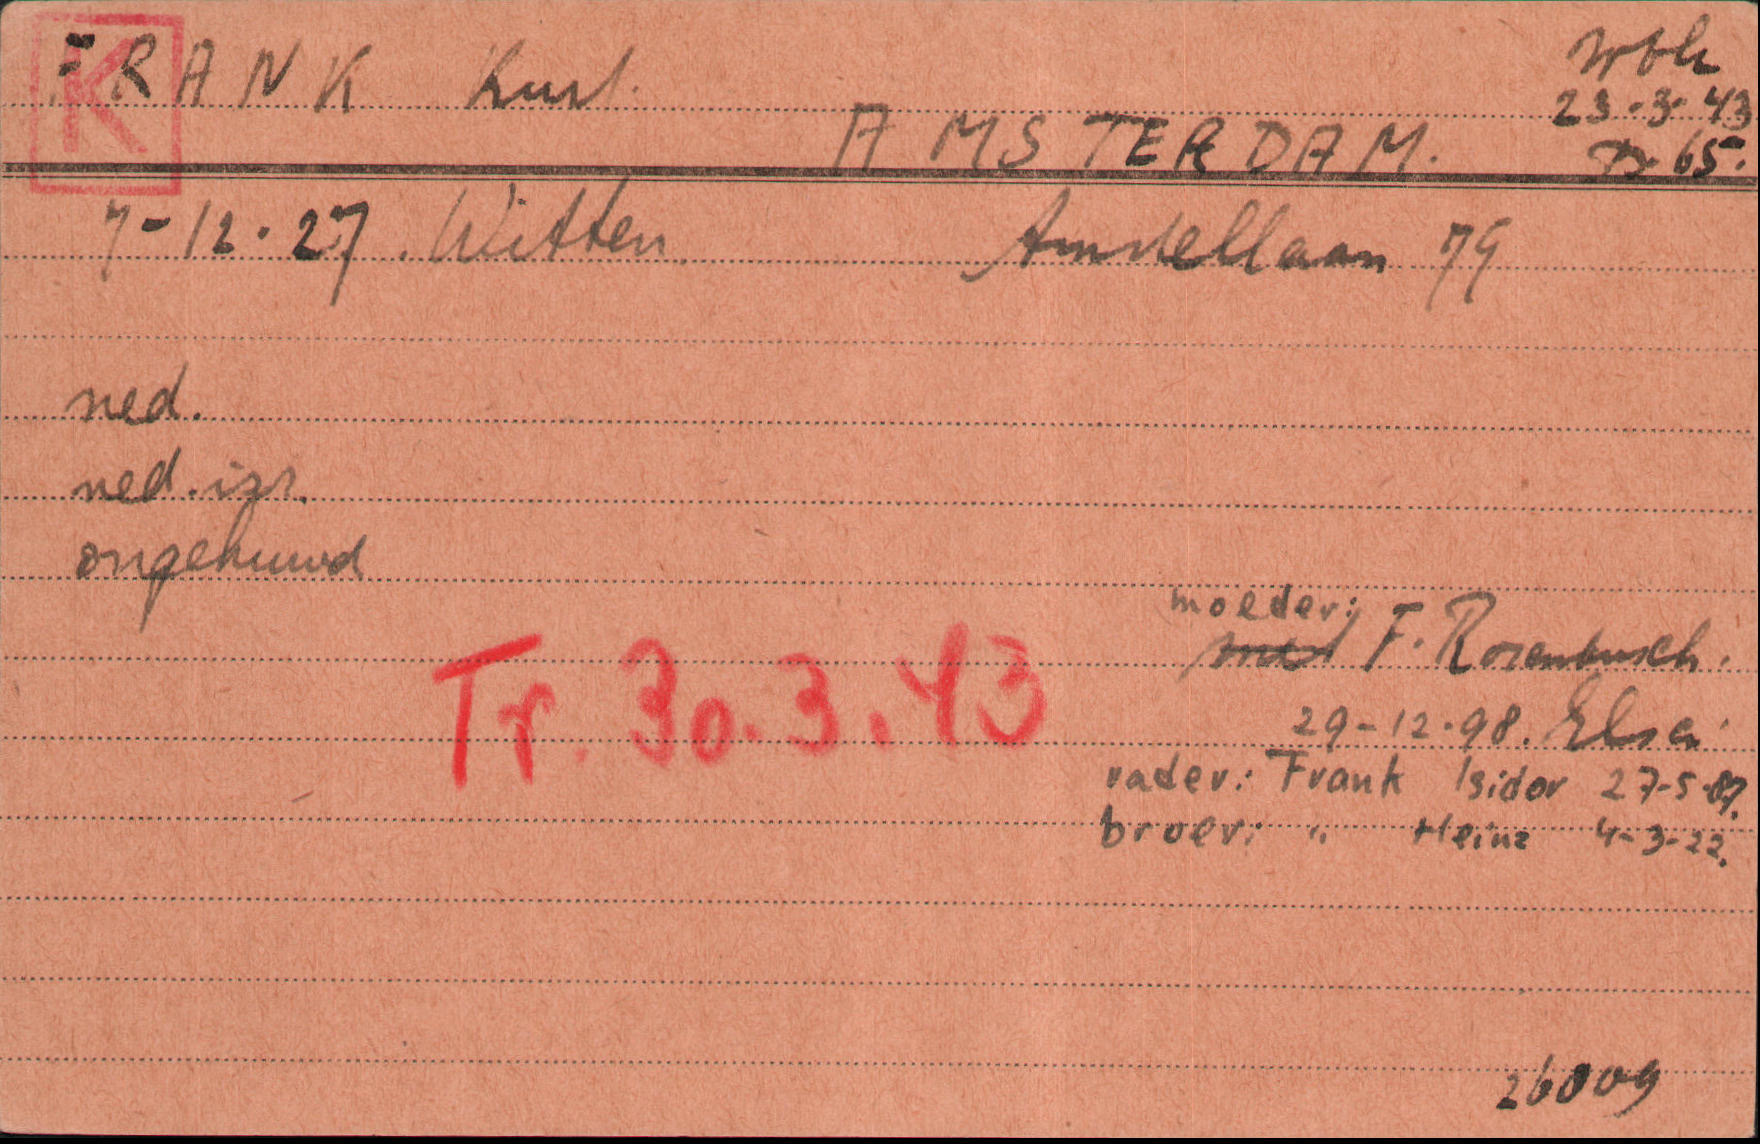 K
FRANK Kurt.
Wbk
23-3-43
AMSTERDAM.
B. 65.
7-12-27. Witten.
Amstellaan 79
ned.
ned. isr.
ongehuwd
moeder:
F. Rosenbusch.
Tr. 30.3.43
29-12-98. Elsa
vader: Frank Isidor 27-5-87.
broer: " Heinz 4-3-22.
26009